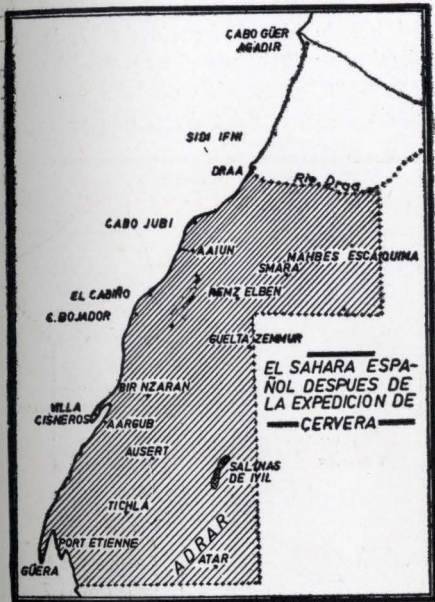 CABO GÜER
AGADIR
SIDI IFNI
DRAA
Rio Draa
CABO JUBI
AAIUN
MAHBES ESCAIQUIMA
SMARA
EL CABIÑO
REMZ ELBEN
C. BOJADOR
GUELTA ZEMMUR
EL SAHARA ESPA-
ÑOL DESPUES DE
LA EXPEDICION DE
CERVERA
BIR NZARAN
VILLA
CISNEROS
AARGUB
AUSERT
SALINAS
DE IYIL
TICHLA
ADRAR
PORT ETIENNE
ATAR
GÜERA